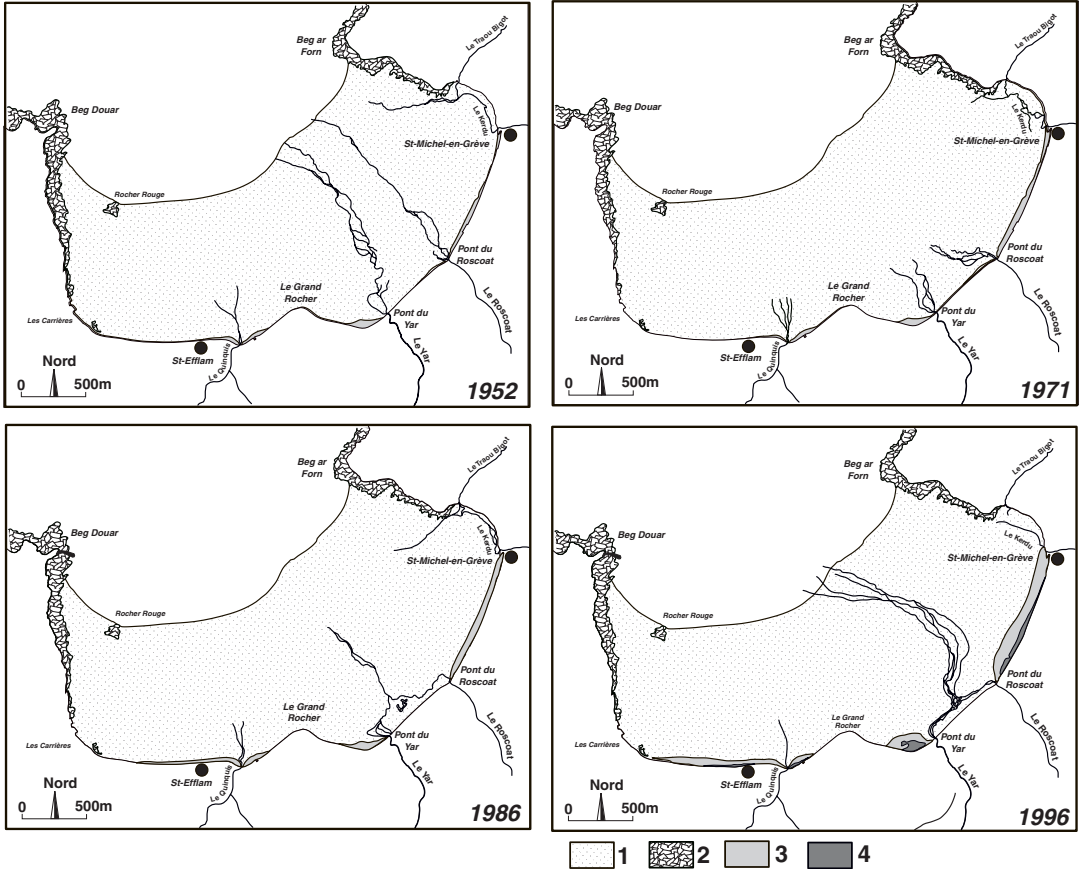 Beg ar
Forn
Le Traou Bigot
Beg Douar
Le Kerdu
St-Michel-en-Grève
Rocher Rouge
Pont du
Roscoat
Le Grand
Rocher
Le Roscoat
Les Carrières
Pont du
Yar
St-Efflam
Le Quinquis
Le Yar
Nord
0 500m
1952
Beg ar
Forn
Le Traou Bigot
Beg Douar
Le Kerdu
St-Michel-en-Grève
Rocher Rouge
Pont du
Roscoat
Le Grand
Rocher
Le Roscoat
Les Carrières
Pont du
Yar
St-Efflam
Le Quinquis
Le Yar
Nord
0 500m
1971
Beg ar
Forn
Le Traou Bigot
Beg Douar
Le Kerdu
St-Michel-en-Grève
Rocher Rouge
Pont du
Roscoat
Le Grand
Rocher
Le Roscoat
Les Carrières
Pont du
Yar
St-Efflam
Le Quinquis
Le Yar
Nord
0 500m
1986
Beg ar
Forn
Le Traou Bigot
Beg Douar
Le Kerdu
St-Michel-en-Grève
Rocher Rouge
Pont du
Roscoat
Le Grand
Rocher
Le Roscoat
Les Carrières
Pont du
Yar
St-Efflam
Le Quinquis
Le Yar
Nord
0 500m
1996
1 2 3 4